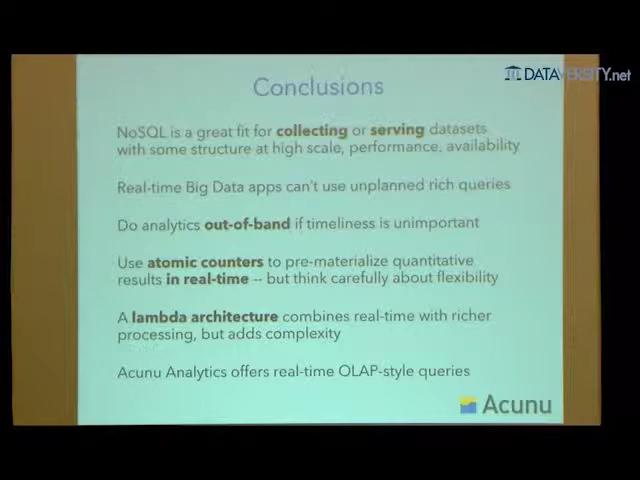 DATAVERSITY.net
Conclusions
NoSQL is a great fit for collecting or serving datasets
with some structure at high scale, performance, availability
Real-time Big Data apps can't use unplanned rich queries
Do analytics out-of-band if timeliness is unimportant
Use atomic counters to pre-materialize quantitative
results in real-time -- but think carefully about flexibility
A lambda architecture combines real-time with richer
processing, but adds complexity
Acunu Analytics offers real-time OLAP-style queries
Acunu